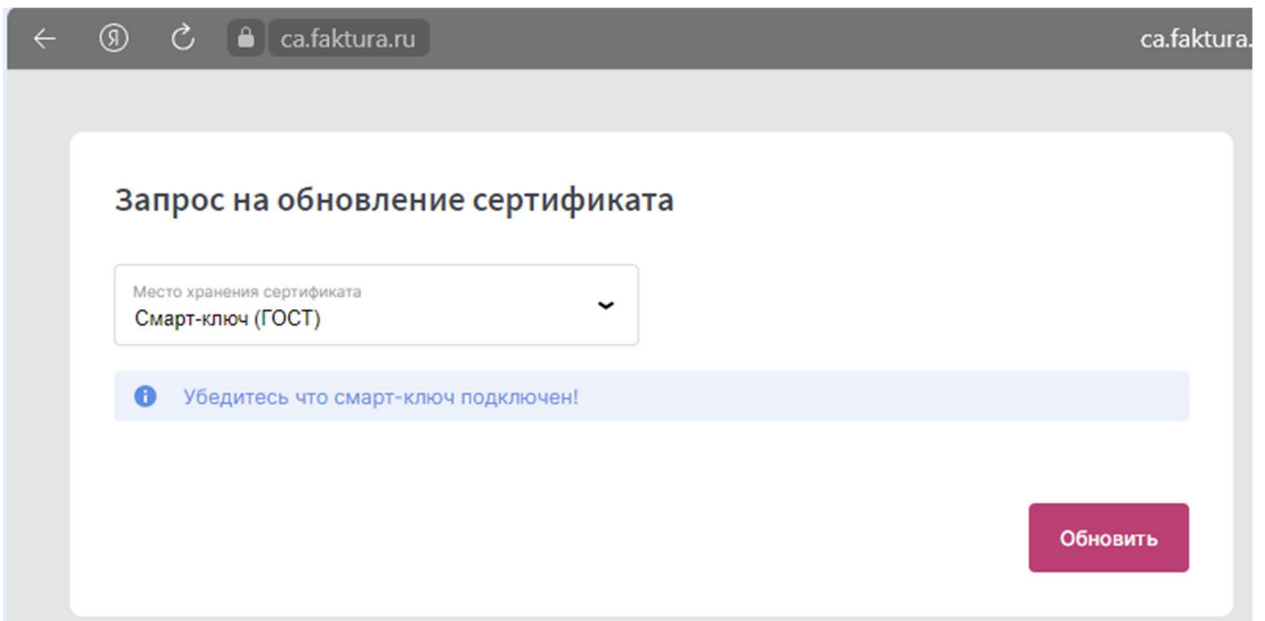 Я ca.faktura.ru ca.faktura.
Запрос на обновление сертификата
Место хранения сертификата
Смарт-ключ (ГОСТ)
Убедитесь что смарт-ключ подключен!
Обновить